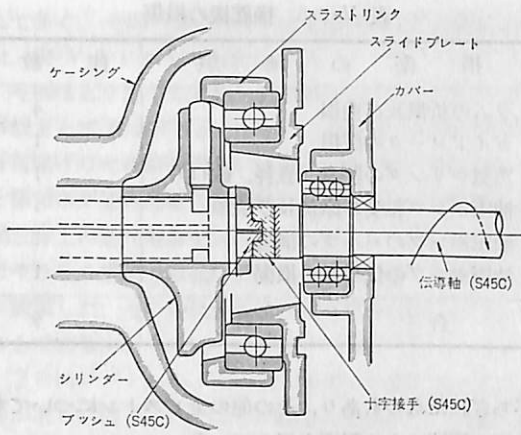 スラストリンク
スライドプレート
ケーシング
カバー
伝導軸 (S45C)
シリンダー
ブッシュ (S45C)
十字接手 (S45C)